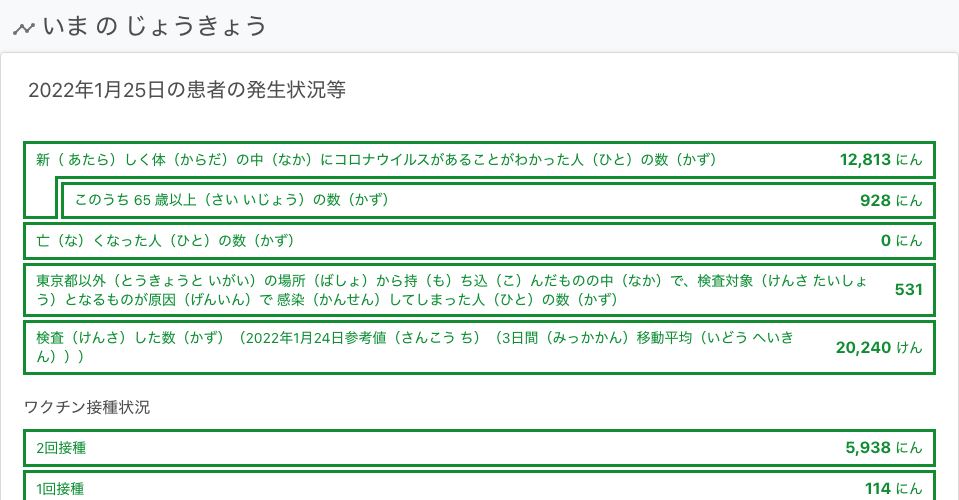 いま の じょうきょう
2022年1月25日の患者の発生状況等
新（ あたら）しく体（からだ）の中（なか）にコロナウイルスがあることがわかった人（ひと）の数（かず） 12,813 にん
このうち 65 歳以上（さい いじょう）の数（かず） 928 にん
亡（な）くなった人（ひと）の数（かず） 0 にん
東京都以外（とうきょうと いがい）の場所（ばしょ）から持（も）ち込（こ）んだものの中（なか）で、検査対象（けんさ たいしょ
う）となるものが原因（げんいん）で 感染（かんせん）してしまった人（ひと）の数（かず） 531
検査（けんさ）した数（かず）（2022年1月24日参考値（さんこう ち）（3日間（みっかかん）移動平均（いどう へいき
ん））） 20,240 けん
ワクチン接種状況
2回接種 5,938 にん
1回接種 114 にん